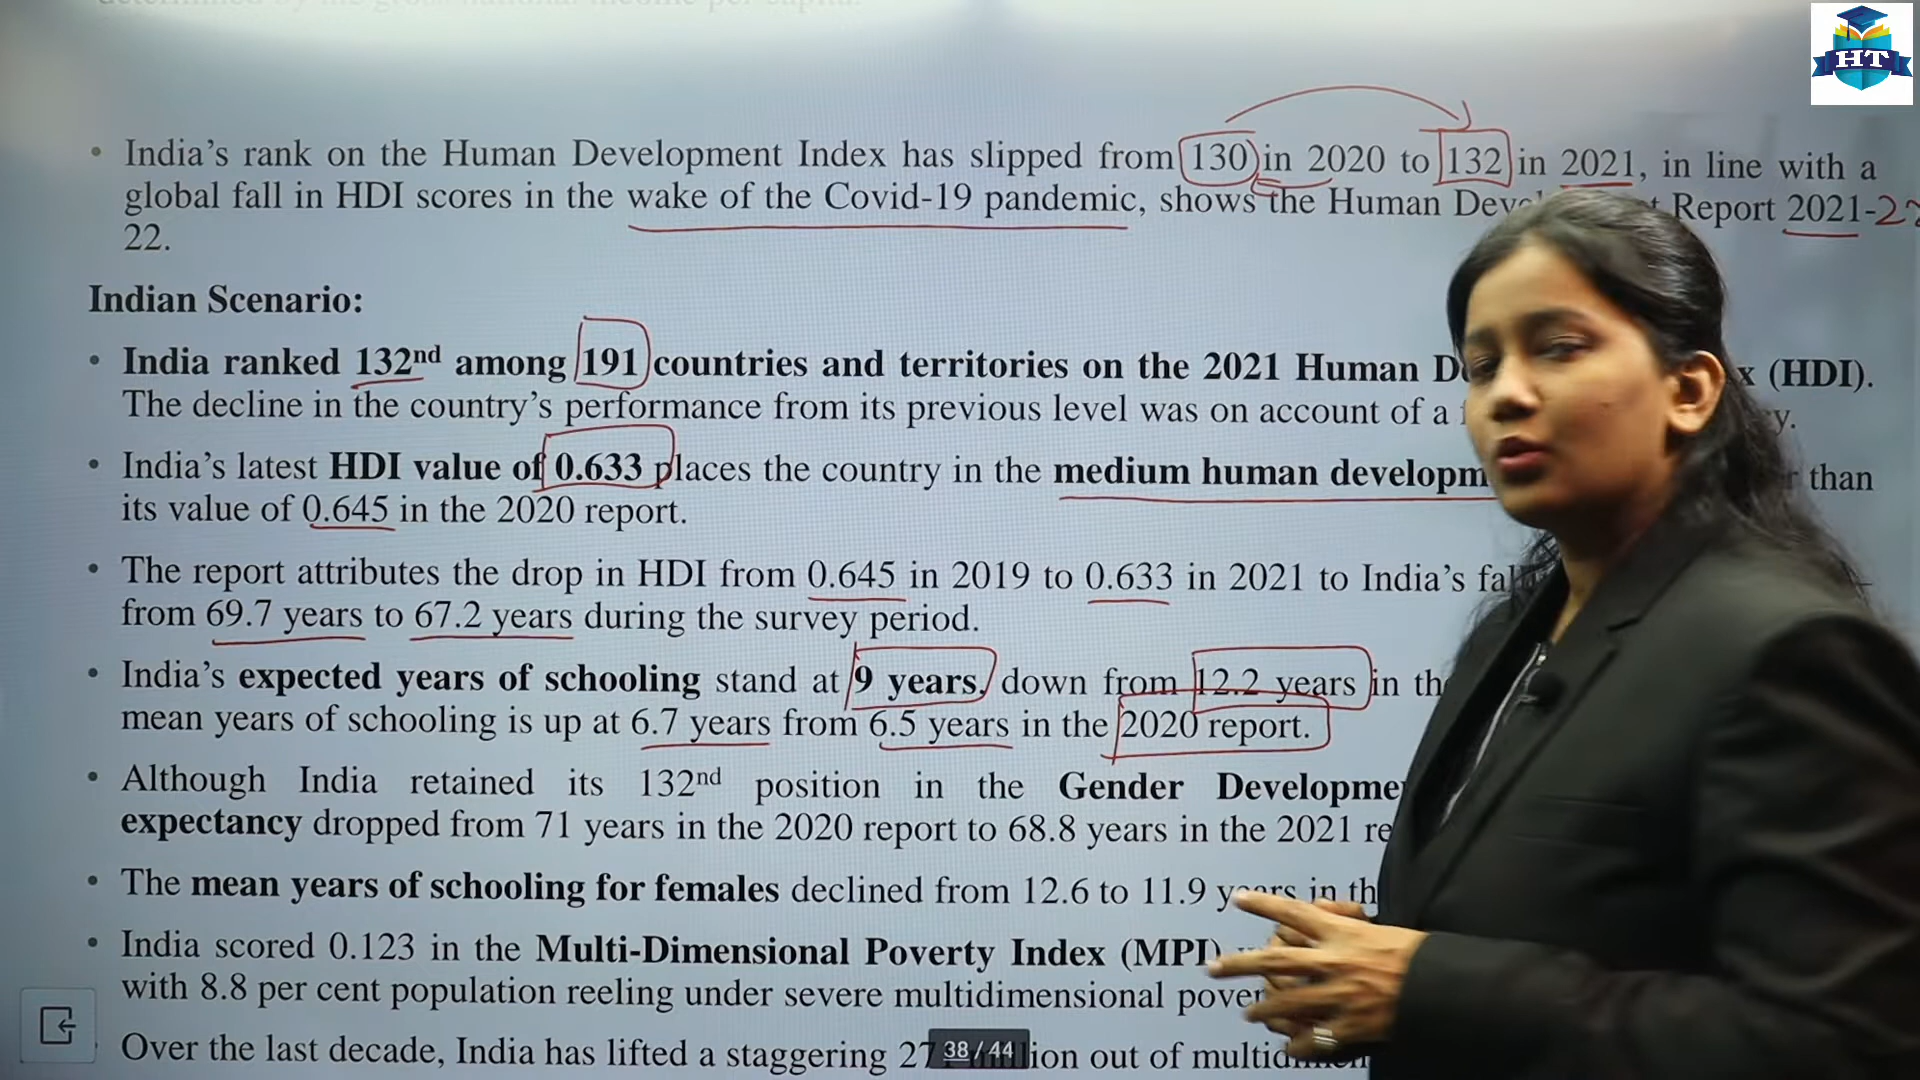 HT
India’s rank on the Human Development Index has slipped from 130 in 2020 to 132 in 2021, in line with a
global fall in HDI scores in the wake of the Covid-19 pandemic, shows the Human Report 2021-22
22.
Indian Scenario:
India ranked 132nd among 191 countries and territories on the 2021 Human (HDI).
The decline in the country’s performance from its previous level was on account of a
India’s latest HDI value of 0.633 places the country in the medium human than
its value of 0.645 in the 2020 report.
The report attributes the drop in HDI from 0.645 in 2019 to 0.633 in 2021 to India’s
from 69.7 years to 67.2 years during the survey period.
India’s expected years of schooling stand at 9 years, down from 12.2 years in
mean years of schooling is up at 6.7 years from 6.5 years in the 2020 report.
Although India retained its 132nd position in the Gender
expectancy dropped from 71 years in the 2020 report to 68.8 years in the 2021
The mean years of schooling for females declined from 12.6 to 11.9 years in
India scored 0.123 in the Multi-Dimensional Poverty Index (MPI)
with 8.8 per cent population reeling under severe multidimensional
Over the last decade, India has lifted a staggering out of
38 / 44